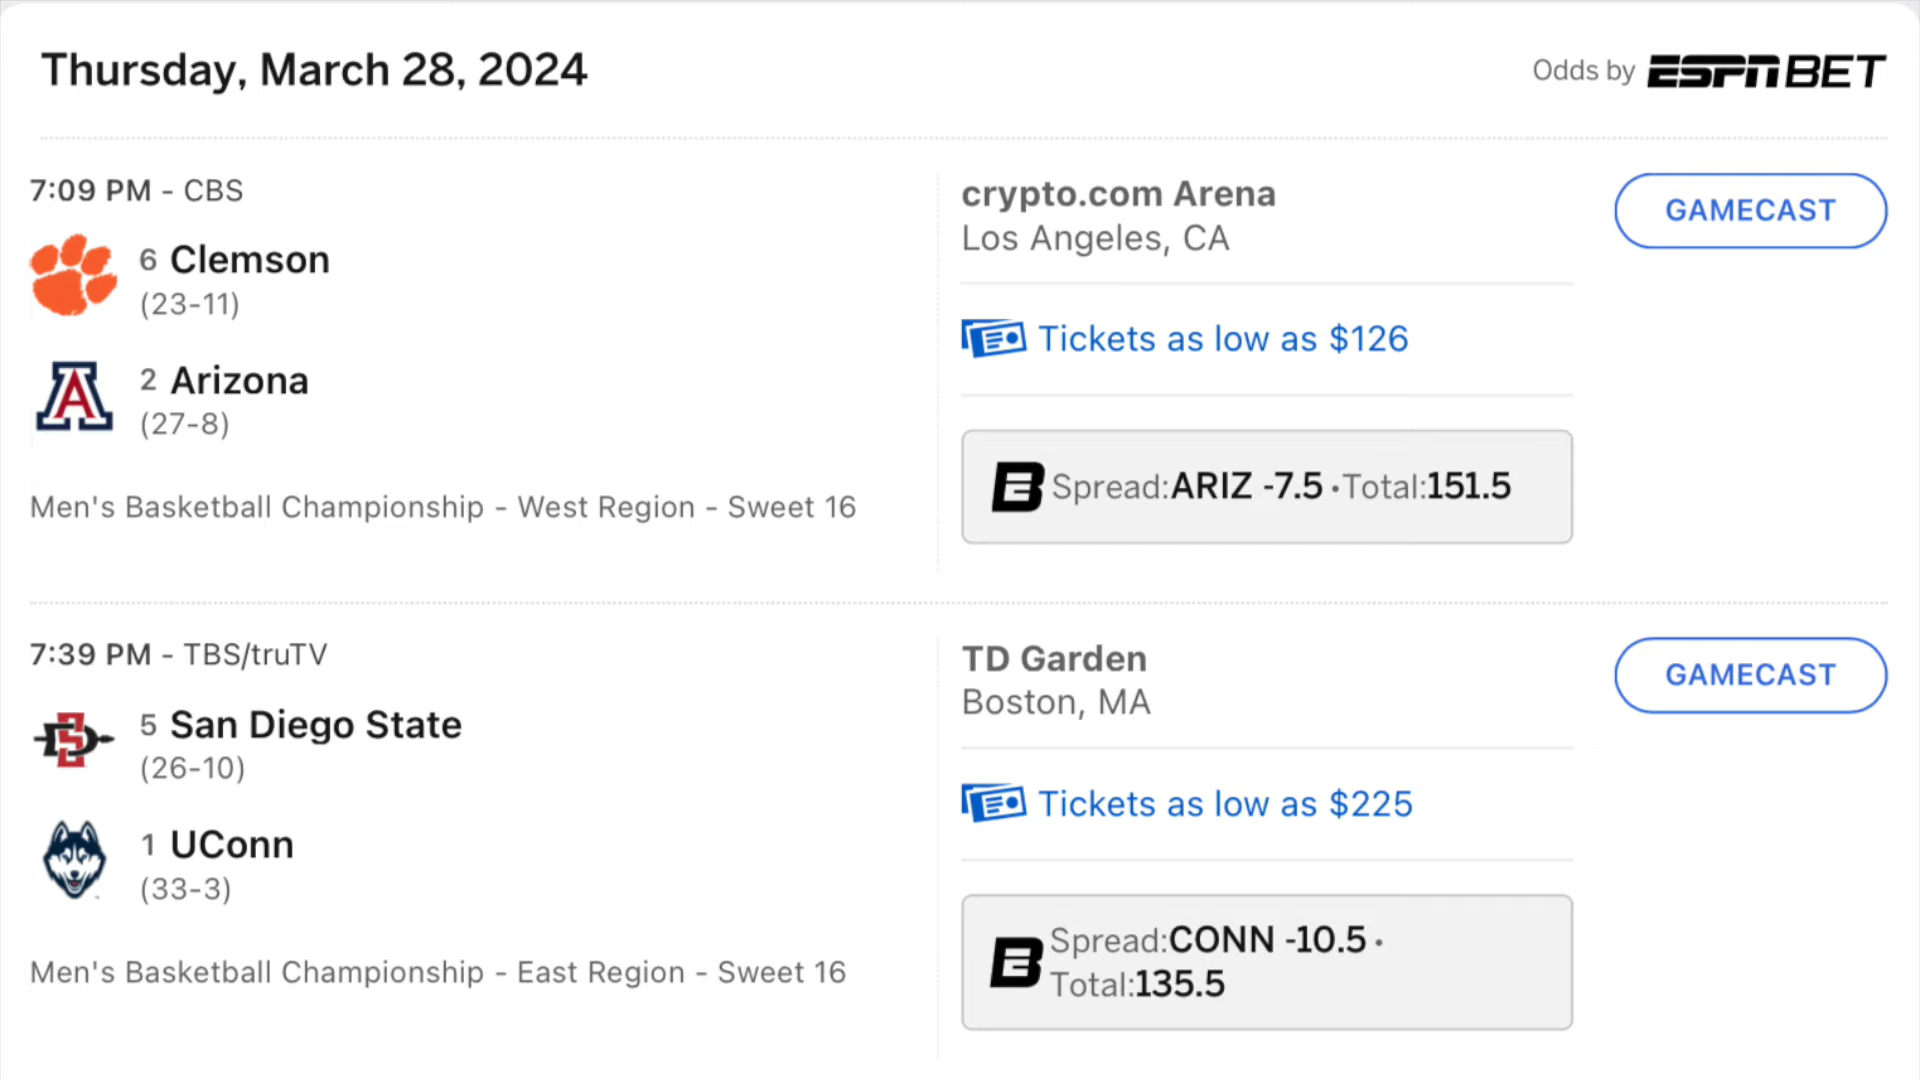 Thursday, March 28, 2024
Odds by ESPN BET
7:09 PM - CBS
6 Clemson
(23-11)
2 Arizona
(27-8)
Men's Basketball Championship - West Region - Sweet 16
crypto.com Arena
Los Angeles, CA
Tickets as low as $126
Spread:ARIZ -7.5 •Total:151.5
GAMECAST
7:39 PM - TBS/truTV
5 San Diego State
(26-10)
1 UConn
(33-3)
Men's Basketball Championship - East Region - Sweet 16
TD Garden
Boston, MA
Tickets as low as $225
Spread:CONN -10.5 •
Total:135.5
GAMECAST